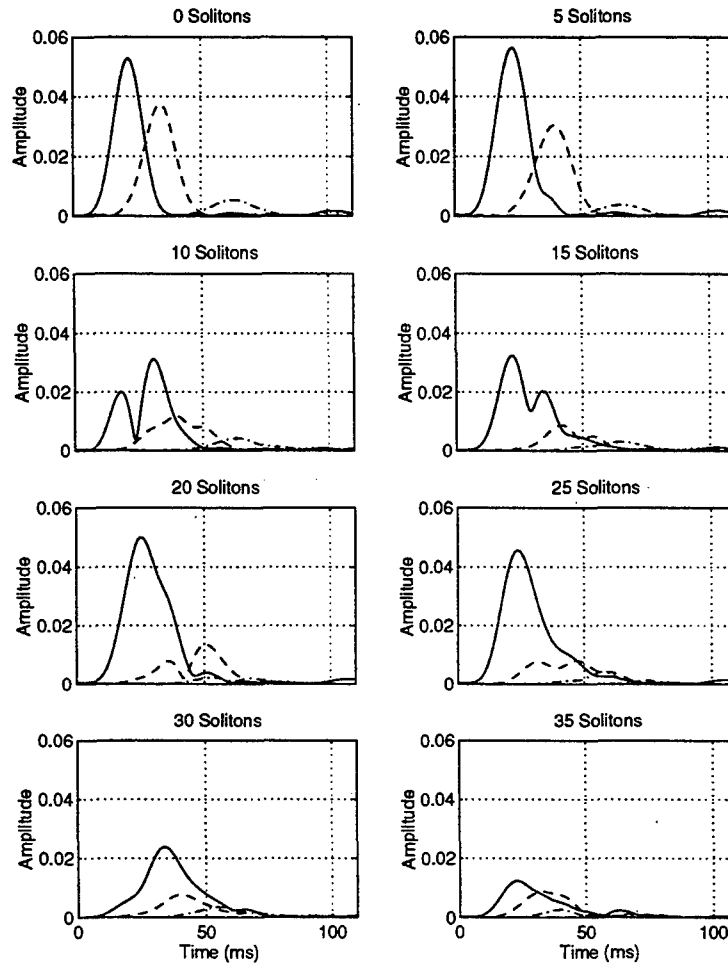 0 Solitons
0.06
0.04
0.02
0
Amplitude
5 Solitons
0.06
0.04
0.02
0
Amplitude
10 Solitons
0.06
0.04
0.02
0
Amplitude
15 Solitons
0.06
0.04
0.02
0
Amplitude
20 Solitons
0.06
0.04
0.02
0
Amplitude
25 Solitons
0.06
0.04
0.02
0
Amplitude
30 Solitons
0.06
0.04
0.02
0
Amplitude
0 50 100
Time (ms)
35 Solitons
0.06
0.04
0.02
0
Amplitude
0 50 100
Time (ms)